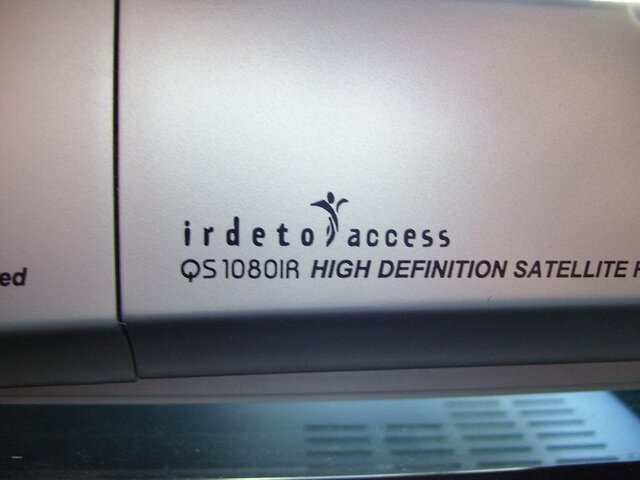 irdeto access
QS1080IR HIGH DEFINITION SATELLITE
ed